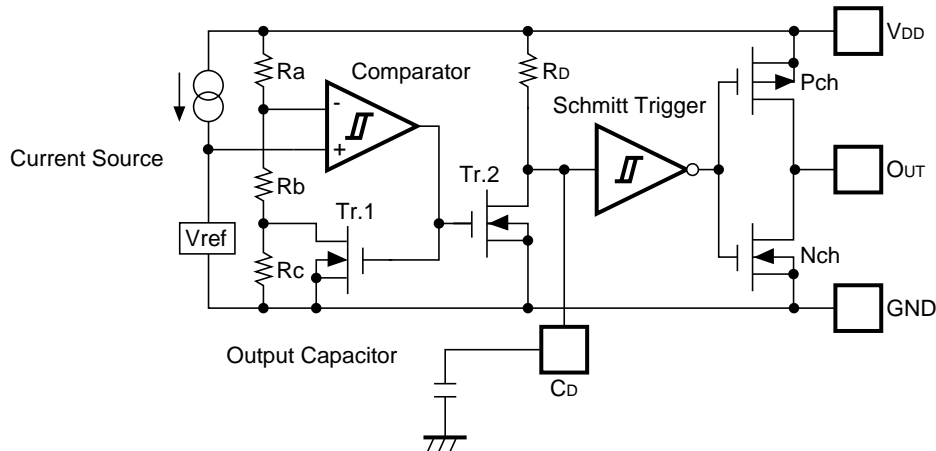 VDD
Ra
Comparator
RD
Pch
Schmitt Trigger
-
+
Current Source
OUT
Rb
Tr.2
Tr.1
Vref
Nch
Rc
GND
Output Capacitor
CD